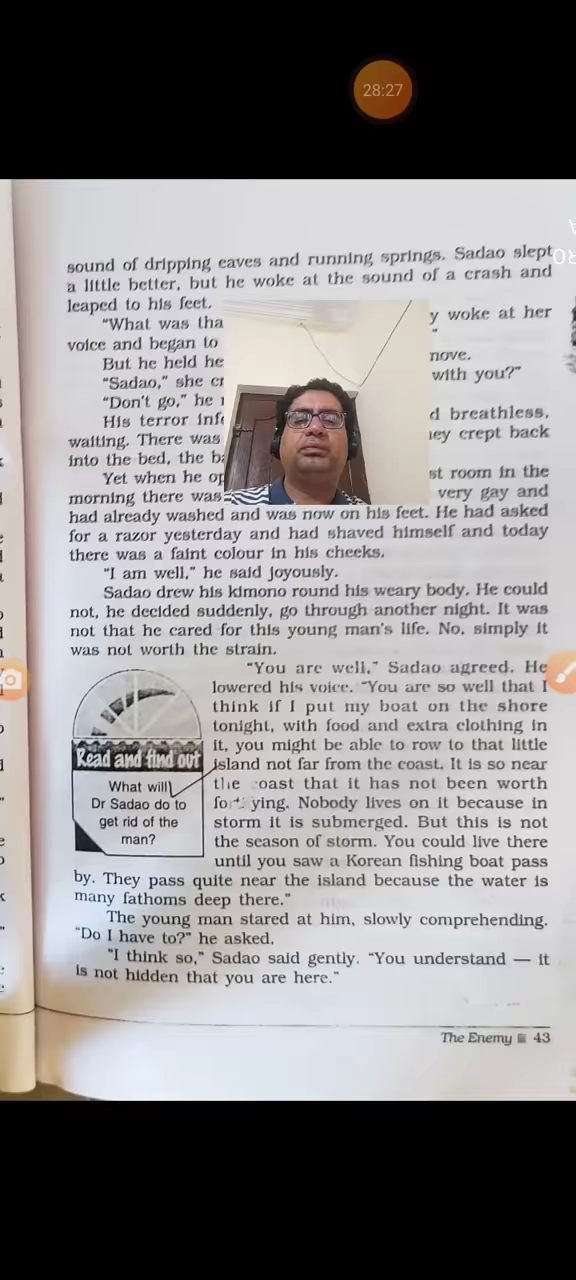 28:27
sound of dripping eaves and running springs. Sadao slept
a little better, but he woke at the sound of a crash and
leaped to his feet.
"What was tha y woke at her
voice and began to "
But he held he nove.
"Sadao," she cr with you?"
"Don't go," he
His terror infe d breathless,
waiting. There was ey crept back
into the bed, the ba
Yet when he op st room in the
morning there was very gay and
had already washed and was now on his feet. He had asked
for a razor yesterday and had shaved himself and today
there was a faint colour in his cheeks.
"I am well," he said joyously.
Sadao drew his kimono round his weary body. He could
not, he decided suddenly, go through another night. It was
not that he cared for this young man's life. No, simply it
was not worth the strain.
"You are well," Sadao agreed. He
lowered his voice. "You are so well that I
think if I put my boat on the shore
tonight, with food and extra clothing in
it, you might be able to row to that little
island not far from the coast. It is so near
the coast that it has not been worth
fortifying. Nobody lives on it because in
storm it is submerged. But this is not
the season of storm. You could live there
until you saw a Korean fishing boat pass
by. They pass quite near the island because the water is
many fathoms deep there."
Read and find out
What will
Dr Sadao do to
get rid of the
man?
The young man stared at him, slowly comprehending.
"Do I have to?" he asked.
"I think so," Sadao said gently. "You understand — it
is not hidden that you are here."
The Enemy 43